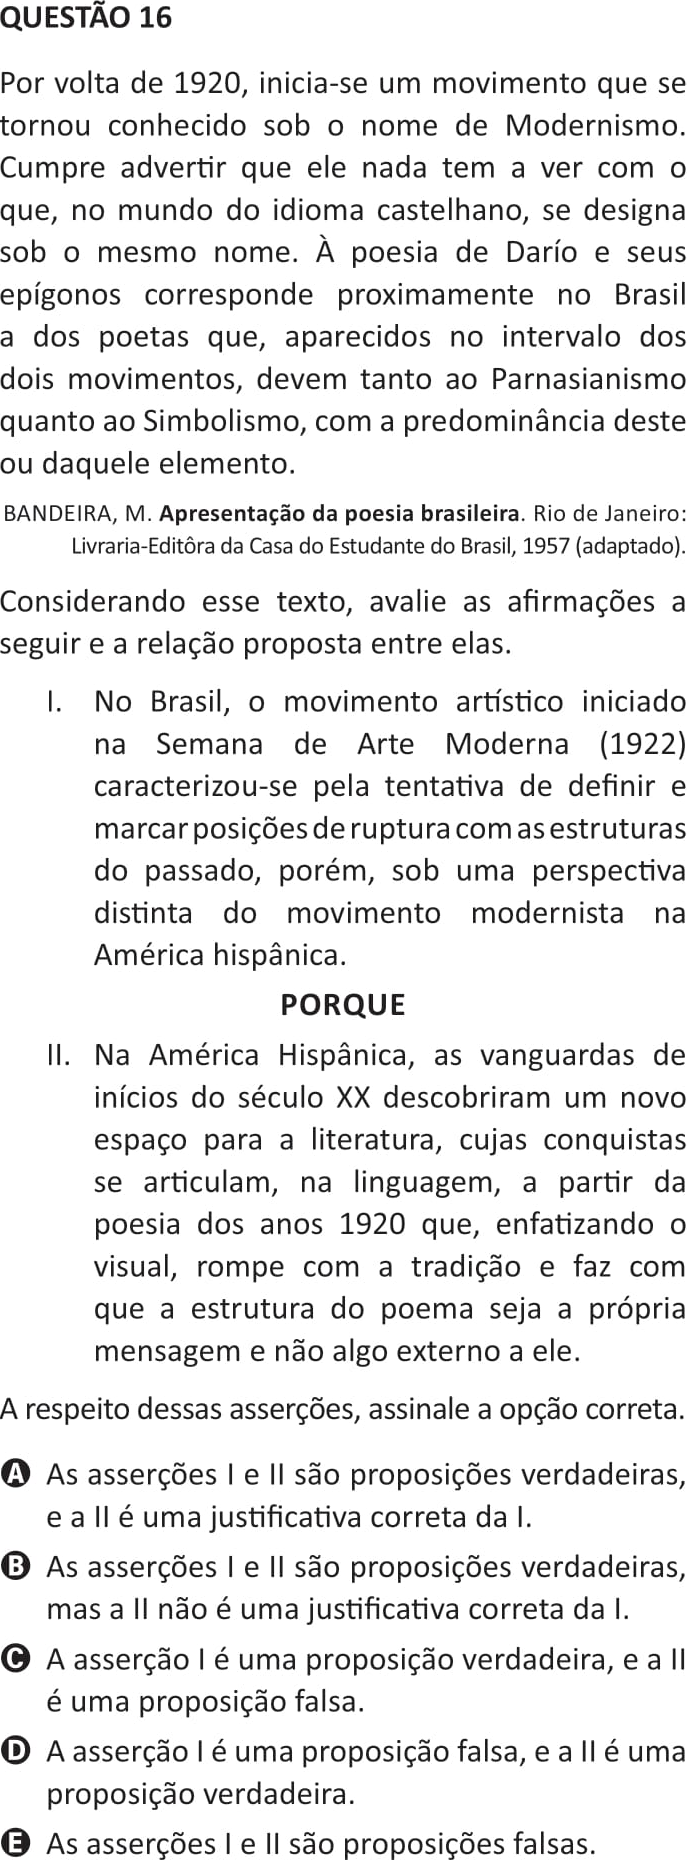 QUESTÃO 16
Por volta de 1920, inicia-se um movimento que se
tornou conhecido sob o nome de Modernismo.
Cumpre advertir que ele nada tem a ver com o
que, no mundo do idioma castelhano, se designa
sob o mesmo nome. À poesia de Darío e seus
epígonos corresponde proximamente no Brasil
a dos poetas que, aparecidos no intervalo dos
dois movimentos, devem tanto ao Parnasianismo
quanto ao Simbolismo, com a predominância deste
ou daquele elemento.
BANDEIRA, M. Apresentação da poesia brasileira. Rio de Janeiro:
Livraria-Editôra da Casa do Estudante do Brasil, 1957 (adaptado).
Considerando esse texto, avalie as afirmações a
seguir e a relação proposta entre elas.
I. No Brasil, o movimento artístico iniciado
na Semana de Arte Moderna (1922)
caracterizou-se pela tentativa de definir e
marcar posições de ruptura com as estruturas
do passado, porém, sob uma perspectiva
distinta do movimento modernista na
América hispânica.
PORQUE
II. Na América Hispânica, as vanguardas de
inícios do século XX descobriram um novo
espaço para a literatura, cujas conquistas
se articulam, na linguagem, a partir da
poesia dos anos 1920 que, enfatizando o
visual, rompe com a tradição e faz com
que a estrutura do poema seja a própria
mensagem e não algo externo a ele.
A respeito dessas asserções, assinale a opção correta.
A As asserções I e II são proposições verdadeiras,
e a II é uma justificativa correta da I.
B As asserções I e II são proposições verdadeiras,
mas a II não é uma justificativa correta da I.
C A asserção I é uma proposição verdadeira, e a II
é uma proposição falsa.
D A asserção I é uma proposição falsa, e a II é uma
proposição verdadeira.
E As asserções I e II são proposições falsas.